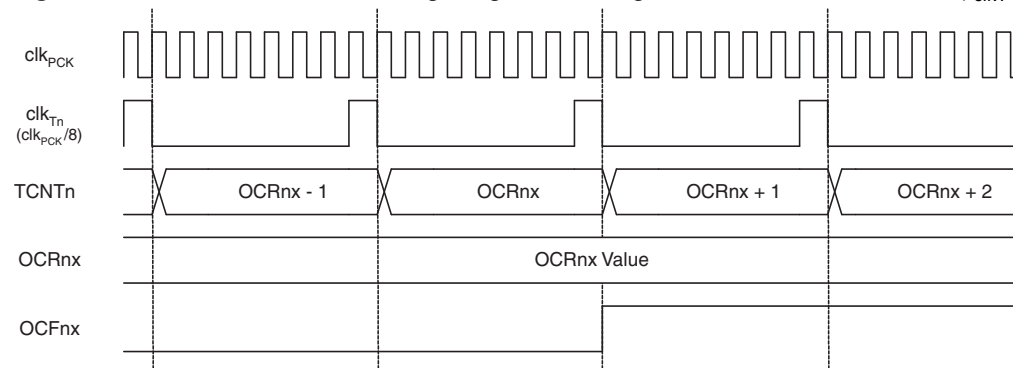 clkPCK
clkTn
(clkPCK/8)
TCNTn OCRnx - 1 OCRnx OCRnx + 1 OCRnx + 2
OCRnx OCRnx Value
OCFnx